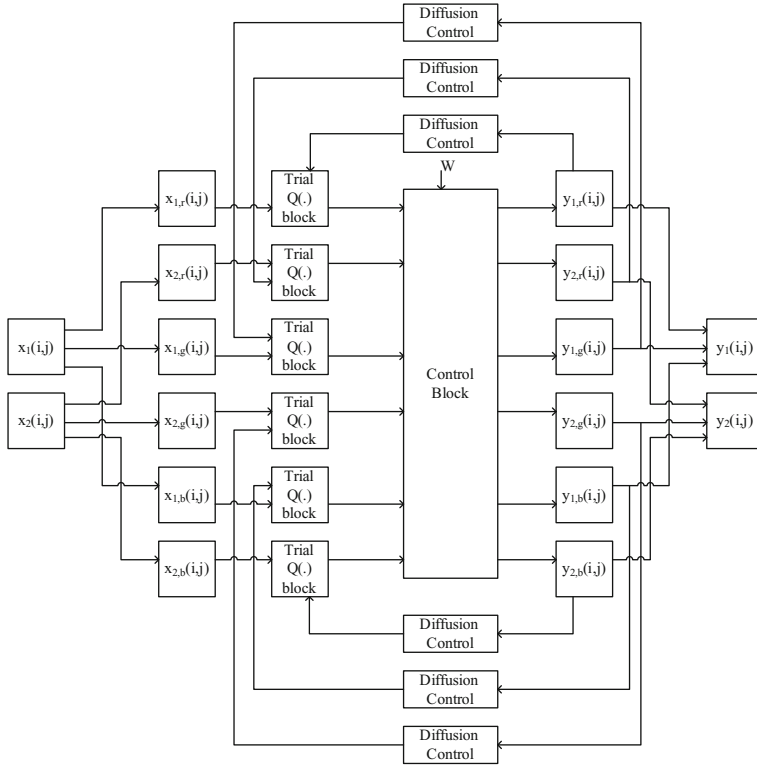 Diffusion
Control
Diffusion
Control
Diffusion
Control
W
x1,r(i,j)
Trial
Q(.)
block
y1,r(i,j)
x2,r(i,j)
Trial
Q(.)
block
y2,r(i,j)
x1(i,j)
x1,g(i,j)
Trial
Q(.)
block
Control
Block
y1,g(i,j)
y1(i,j)
x2(i,j)
x2,g(i,j)
Trial
Q(.)
block
y2,g(i,j)
y2(i,j)
x1,b(i,j)
Trial
Q(.)
block
y1,b(i,j)
x2,b(i,j)
Trial
Q(.)
block
y2,b(i,j)
Diffusion
Control
Diffusion
Control
Diffusion
Control